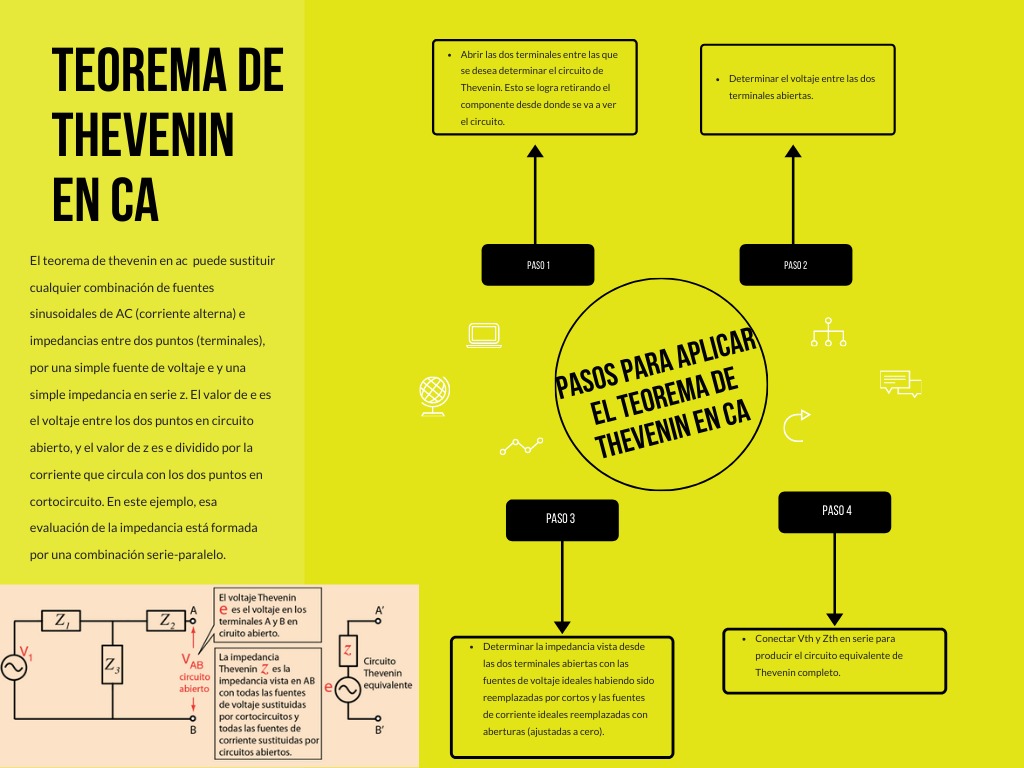 TEOREMA DE
THEVENIN
EN CA
El teorema de thevenin en ac puede sustituir
cualquier combinación de fuentes
sinusoidales de AC (corriente alterna) e
impedancias entre dos puntos (terminales),
por una simple fuente de voltaje e y una
simple impedancia en serie z. El valor de e es
el voltaje entre los dos puntos en circuito
abierto, y el valor de z es e dividido por la
corriente que circula con los dos puntos en
cortocircuito. En este ejemplo, esa
evaluación de la impedancia está formada
por una combinación serie-paralelo.
Z1
Z2
Z3
V1
A
VAB
circuito
abierto
B
El voltaje Thevenin
e es el voltaje en los
terminales A y B en
ciruito abierto.
La impedancia
Thevenin Z es la
impedancia vista en AB
con todas las fuentes
de voltaje sustituidas
por cortocircuitos y
todas las fuentes de
corriente sustituidas por
circuitos abiertos.
A'
z
e
Circuito
Thevenin
equivalente
B'
• Abrir las dos terminales entre las que
se desea determinar el circuito de
Thevenin. Esto se logra retirando el
componente desde donde se va a ver
el circuito.
PASO 1
• Determinar el voltaje entre las dos
terminales abiertas.
PASO 2
PASOS PARA APLICAR
EL TEOREMA DE
THEVENIN EN CA
PASO 3
• Determinar la impedancia vista desde
las dos terminales abiertas con las
fuentes de voltaje ideales habiendo sido
reemplazadas por cortos y las fuentes
de corriente ideales reemplazadas con
aberturas (ajustadas a cero).
PASO 4
• Conectar Vth y Zth en serie para
producir el circuito equivalente de
Thevenin completo.